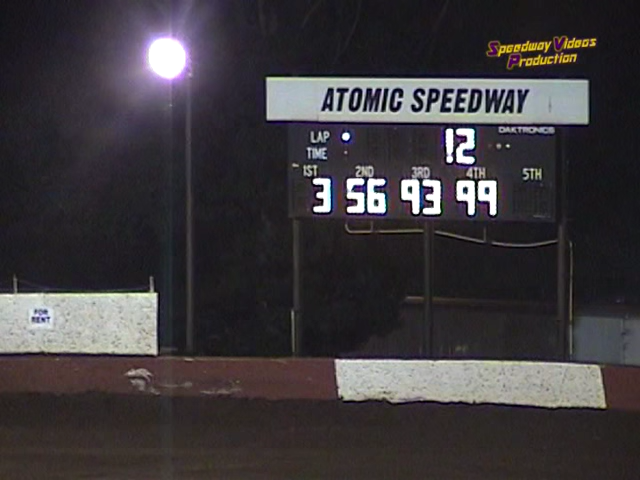 Speedway Videos
Production
ATOMIC SPEEDWAY
DAKTRONICS
LAP 12
TIME
1ST 2ND 3RD 4TH 5TH
3 56 93 99
FOR
RENT